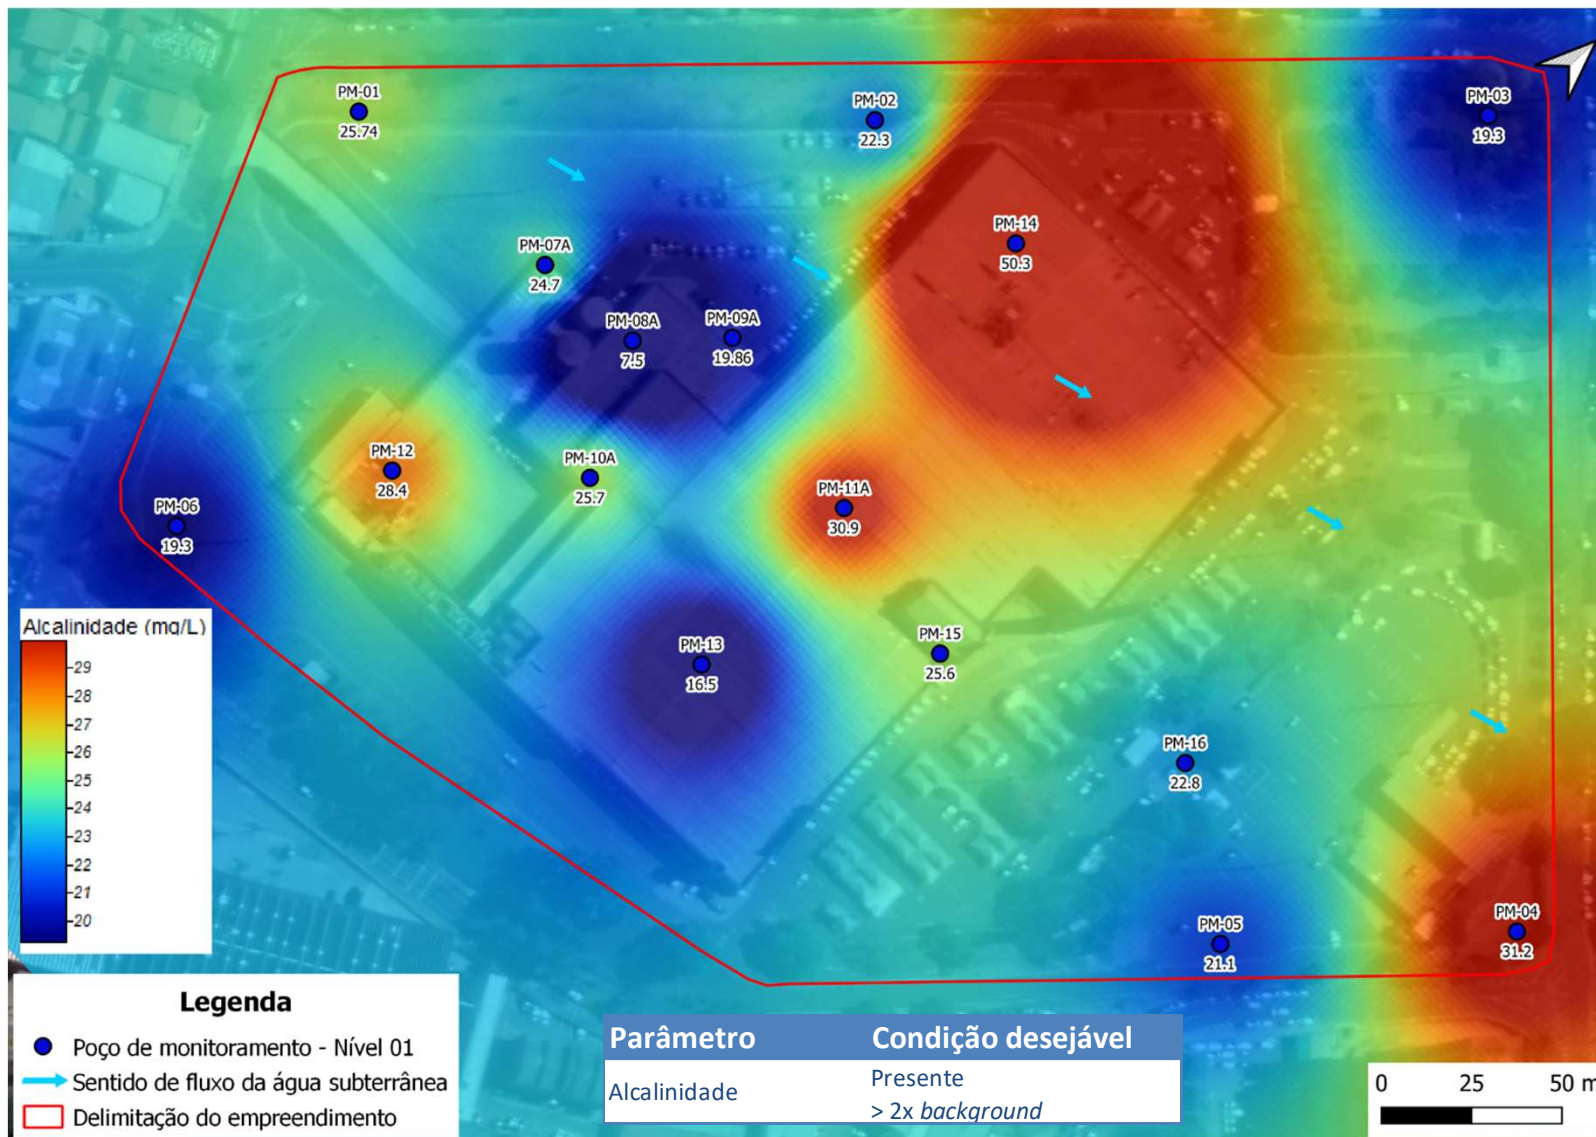 PM-01
25.74
PM-02
22.3
PM-03
19.3
PM-14
50.3
PM-07A
24.7
PM-08A
7.5
PM-09A
19.86
PM-12
28.4
PM-10A
25.7
PM-11A
30.9
PM-06
19.3
PM-13
16.5
PM-15
25.6
PM-16
22.8
PM-05
21.1
PM-04
31.2
Alcalinidade (mg/L)
29
28
27
26
25
24
23
22
21
20
Legenda
Poço de monitoramento - Nível 01
Sentido de fluxo da água subterrânea
Delimitação do empreendimento
Parâmetro Condição desejável
Alcalinidade Presente
> 2x background
0 25 50 m